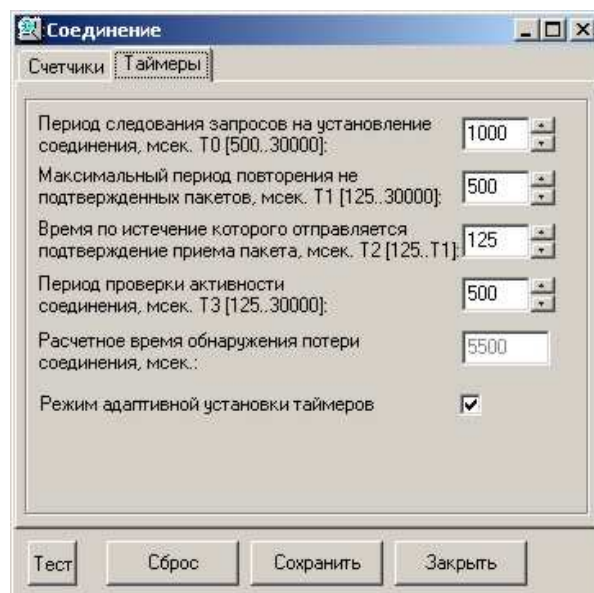 Соединение
Счетчики Таймеры
Период следования запросов на установление
соединения, мсек. T0 [500..30000]: 1000
Максимальный период повторения не
подтвержденных пакетов, мсек. T1 [125..30000]: 500
Время по истечение которого отправляется
подтверждение приема пакета, мсек. T2 [125..T1]: 125
Период проверки активности
соединения, мсек. T3 [125..30000]: 500
Расчетное время обнаружения потери
соединения, мсек.: 5500
Режим адаптивной установки таймеров
Тест Сброс Сохранить Закрыть